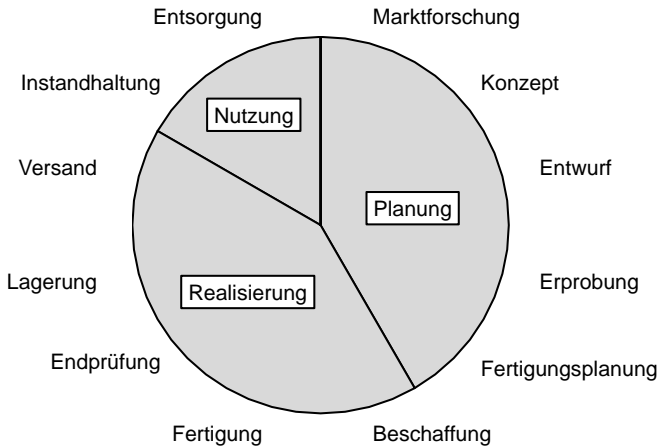 Entsorgung
Marktforschung
Instandhaltung
Konzept
Nutzung
Versand
Entwurf
Planung
Lagerung
Realisierung
Erprobung
Endprüfung
Fertigungsplanung
Fertigung
Beschaffung